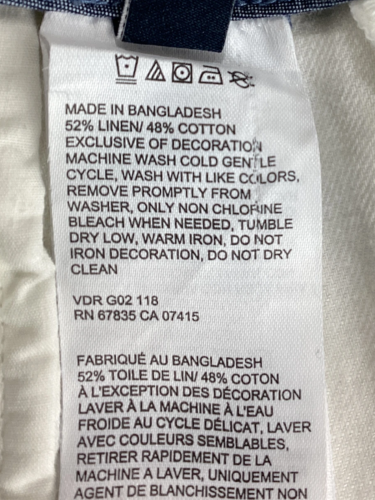 MADE IN BANGLADESH
52% LINEN/ 48% COTTON
EXCLUSIVE OF DECORATION
MACHINE WASH COLD GENTLE
CYCLE, WASH WITH LIKE COLORS,
REMOVE PROMPTLY FROM
WASHER, ONLY NON CHLORINE
BLEACH WHEN NEEDED, TUMBLE
DRY LOW, WARM IRON, DO NOT
IRON DECORATION, DO NOT DRY
CLEAN
VDR G02 118
RN 67835 CA 07415
FABRIQUÉ AU BANGLADESH
52% TOILE DE LIN/ 48% COTON
À L'EXCEPTION DES DÉCORATION
LAVER À LA MACHINE À L'EAU
FROIDE AU CYCLE DÉLICAT, LAVER
AVEC COULEURS SEMBLABLES,
RETIRER RAPIDEMENT DE LA
MACHINE A LAVER, UNIQUEMENT
AGENT DE BLANCHISSEMENT NON